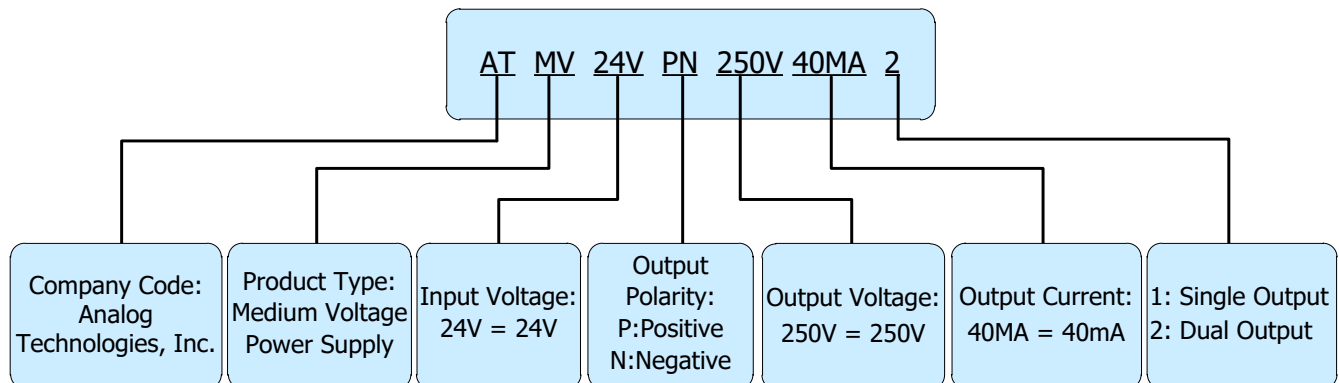 AT MV 24V PN 250V 40MA 2
Company Code:
Analog
Technologies, Inc.
Product Type:
Medium Voltage
Power Supply
Input Voltage:
24V = 24V
Output
Polarity:
P:Positive
N:Negative
Output Voltage:
250V = 250V
Output Current:
40MA = 40mA
1: Single Output
2: Dual Output